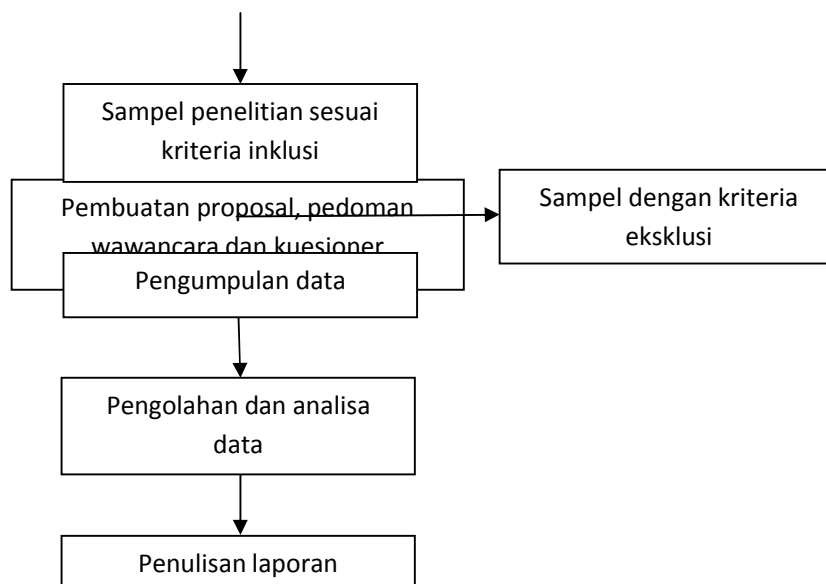 Sampel penelitian sesuai
kriteria inklusi
Pembuatan proposal, pedoman
wawancara dan kuesioner
Sampel dengan kriteria
eksklusi
Pengumpulan data
Pengolahan dan analisa
data
Penulisan laporan